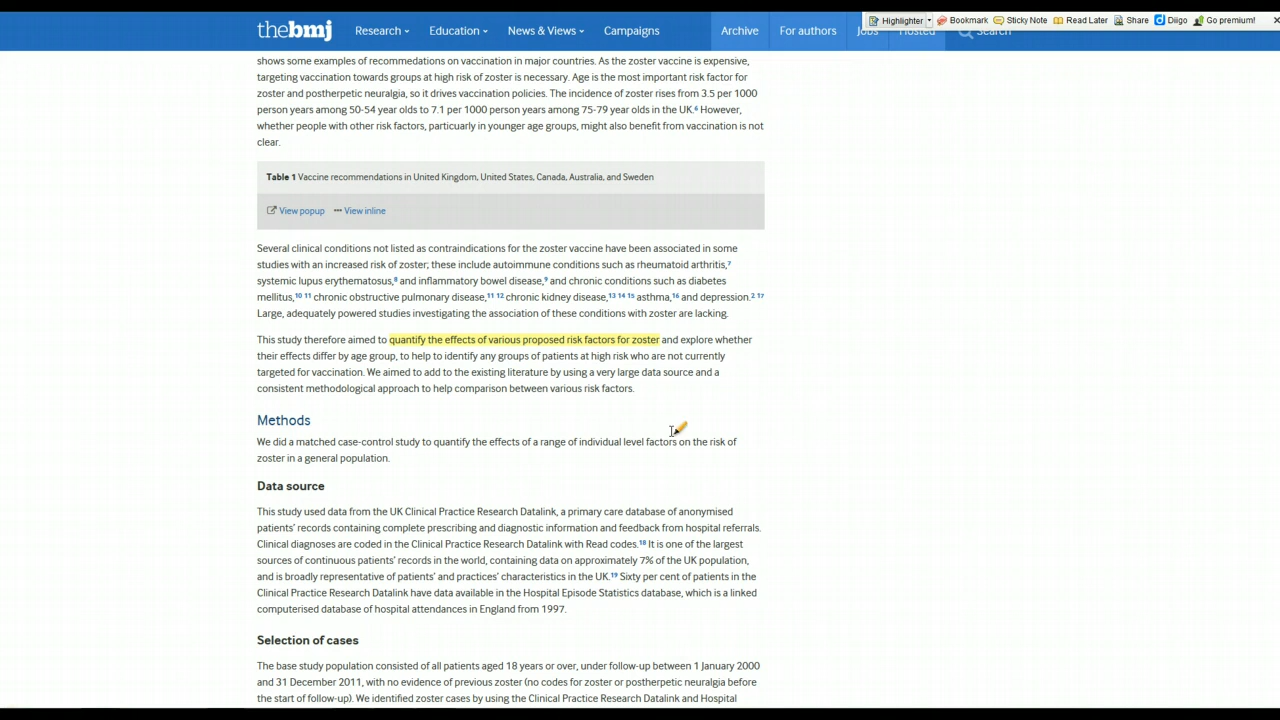 Highlighter
Bookmark
Sticky Note
Read Later
Share
Diigo
Go premium!
thebmj
Research
Education
News & Views
Campaigns
Archive
For authors
Jobs
Hosted
Search
shows some examples of recommedations on vaccination in major countries. As the zoster vaccine is expensive,
targeting vaccination towards groups at high risk of zoster is necessary. Age is the most important risk factor for
zoster and postherpetic neuralgia, so it drives vaccination policies. The incidence of zoster rises from 3.5 per 1000
person years among 50-54 year olds to 7.1 per 1000 person years among 75-79 year olds in the UK.6 However,
whether people with other risk factors, particuarly in younger age groups, might also benefit from vaccination is not
clear.
Table 1 Vaccine recommendations in United Kingdom, United States, Canada, Australia, and Sweden
View popup
View inline
Several clinical conditions not listed as contraindications for the zoster vaccine have been associated in some
studies with an increased risk of zoster; these include autoimmune conditions such as rheumatoid arthritis,7
systemic lupus erythematosus,8 and inflammatory bowel disease,9 and chronic conditions such as diabetes
mellitus,10 11 chronic obstructive pulmonary disease,11 12 chronic kidney disease,13 14 15 asthma,16 and depression.2 17
Large, adequately powered studies investigating the association of these conditions with zoster are lacking.
This study therefore aimed to quantify the effects of various proposed risk factors for zoster and explore whether
their effects differ by age group, to help to identify any groups of patients at high risk who are not currently
targeted for vaccination. We aimed to add to the existing literature by using a very large data source and a
consistent methodological approach to help comparison between various risk factors.
Methods
We did a matched case-control study to quantify the effects of a range of individual level factors on the risk of
zoster in a general population.
Data source
This study used data from the UK Clinical Practice Research Datalink, a primary care database of anonymised
patients' records containing complete prescribing and diagnostic information and feedback from hospital referrals.
Clinical diagnoses are coded in the Clinical Practice Research Datalink with Read codes.18 It is one of the largest
sources of continuous patients' records in the world, containing data on approximately 7% of the UK population,
and is broadly representative of patients' and practices' characteristics in the UK.19 Sixty per cent of patients in the
Clinical Practice Research Datalink have data available in the Hospital Episode Statistics database, which is a linked
computerised database of hospital attendances in England from 1997.
Selection of cases
The base study population consisted of all patients aged 18 years or over, under follow-up between 1 January 2000
and 31 December 2011, with no evidence of previous zoster (no codes for zoster or postherpetic neuralgia before
the start of follow-up). We identified zoster cases by using the Clinical Practice Research Datalink and Hospital